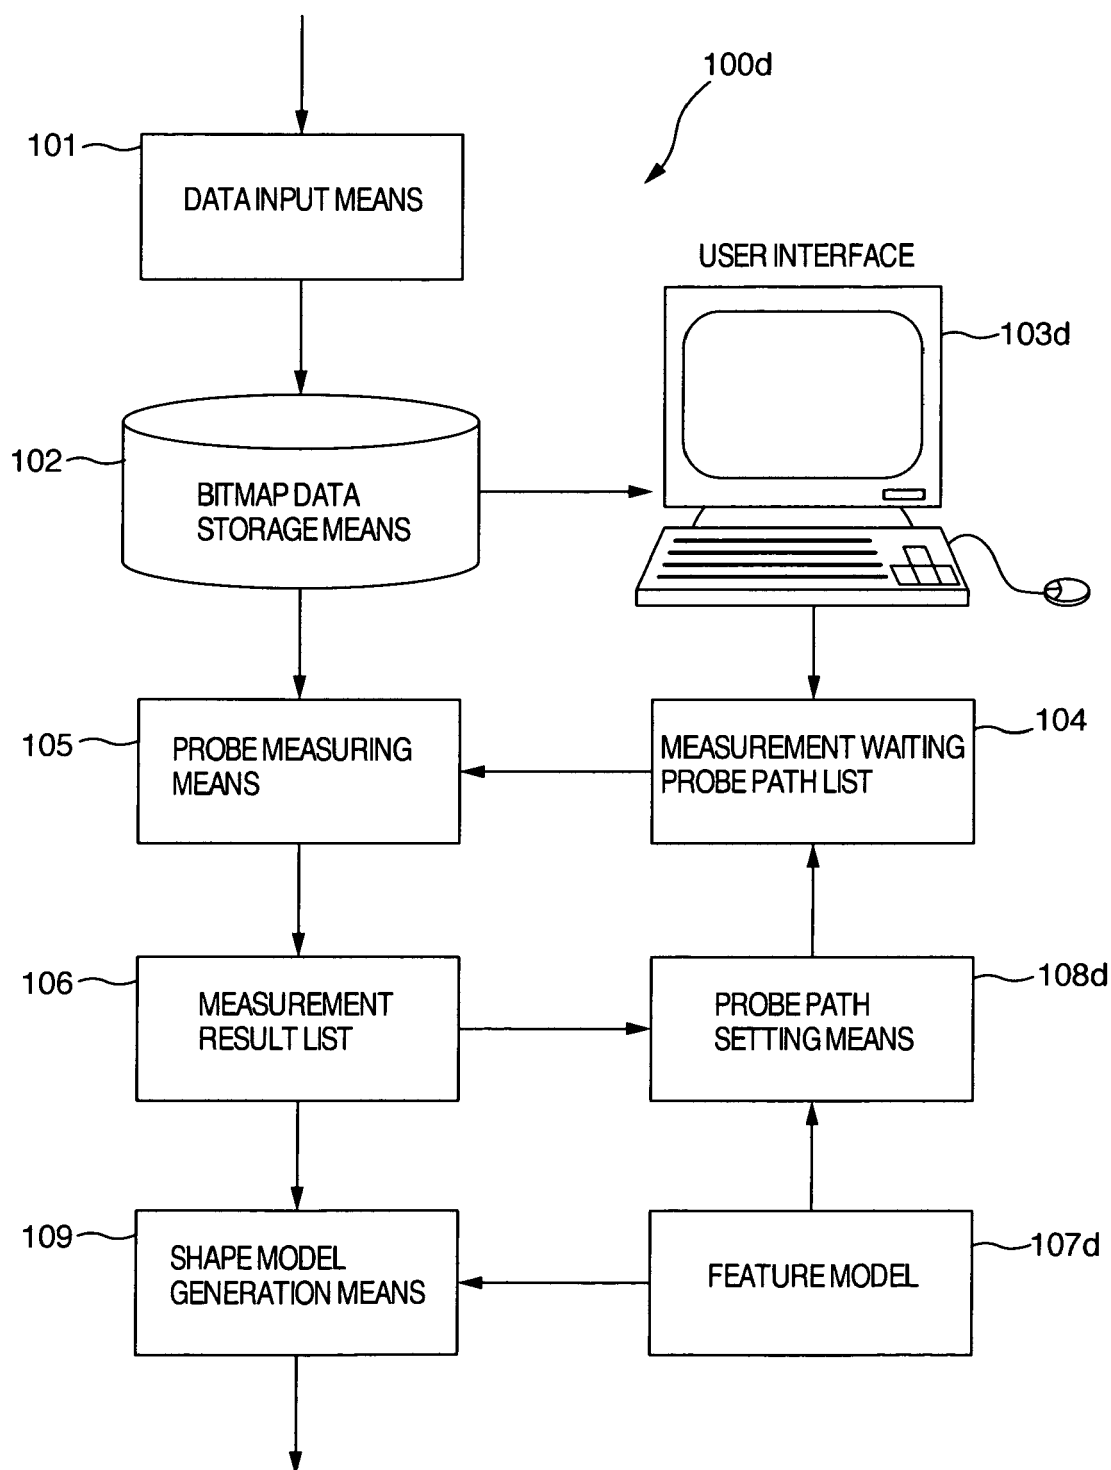 100d
101
DATA INPUT MEANS
USER INTERFACE
103d
102
BITMAP DATA
STORAGE MEANS
105
PROBE MEASURING
MEANS
104
MEASUREMENT WAITING
PROBE PATH LIST
106
MEASUREMENT
RESULT LIST
108d
PROBE PATH
SETTING MEANS
109
SHAPE MODEL
GENERATION MEANS
107d
FEATURE MODEL